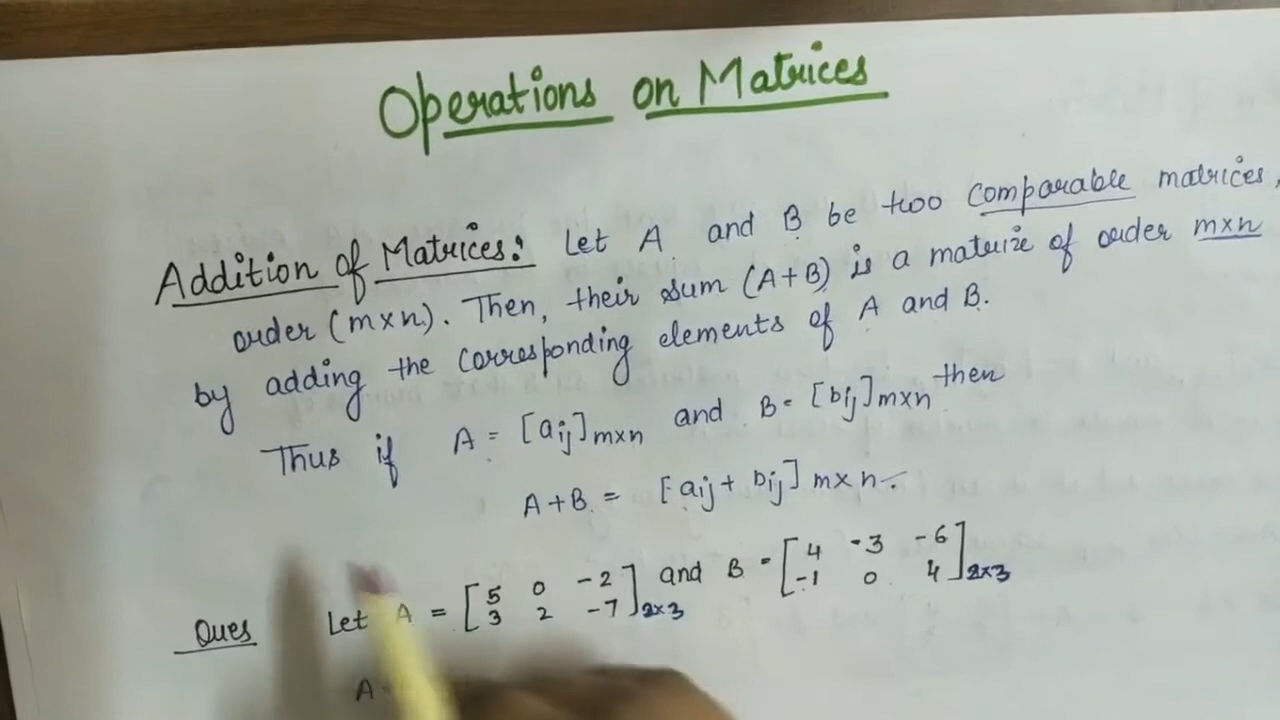 Operations on Matrices
Addition of Matrices: Let A and B be two comparable matrices,
order (m×n). Then, their sum (A+B) is a matrize of order m×n
by adding the corresponding elements of A and B.
Thus if A = [aij]m×n and B = [bij]m×n then
A+B = [aij + bij] m×n.
Ques Let A = [5 0 -2 and B = [4 -3 -6
3 2 -7]2×3 -1 0 4]2×3
A